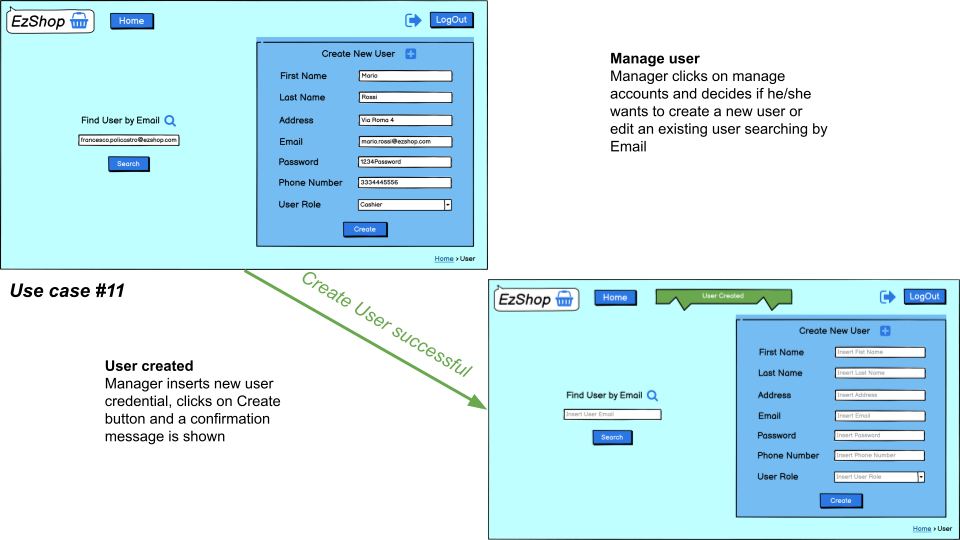 EzShop
Home
LogOut
Create New User
First Name
Mario
Last Name
Rossi
Address
Via Roma 4
Email
mario.rossi@ezshop.com
Password
1234Password
Phone Number
3334445556
User Role
Cashier
Create
Find User by Email
francesco.policastro@ezshop.com
Search
Home > User
Manage user
Manager clicks on manage
accounts and decides if he/she
wants to create a new user or
edit an existing user searching by
Email
Use case #11
Create User successful
User created
Manager inserts new user
credential, clicks on Create
button and a confirmation
message is shown
EzShop
Home
User Created
LogOut
Create New User
First Name
Insert Fist Name
Last Name
Insert Last Name
Address
Insert Address
Email
Insert Email
Password
Insert Password
Phone Number
Insert Phone Number
User Role
Insert User Role
Create
Find User by Email
Insert User Email
Search
Home > User